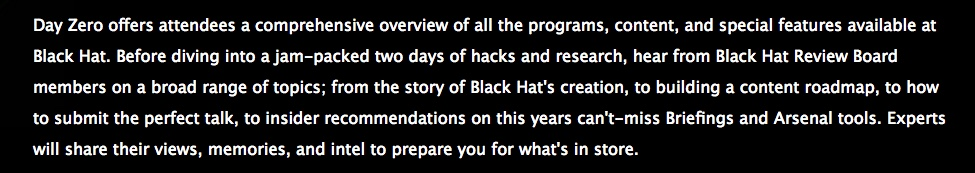 Day Zero offers attendees a comprehensive overview of all the programs, content, and special features available at
Black Hat. Before diving into a jam-packed two days of hacks and research, hear from Black Hat Review Board
members on a broad range of topics; from the story of Black Hat's creation, to building a content roadmap, to how
to submit the perfect talk, to insider recommendations on this years can't-miss Briefings and Arsenal tools. Experts
will share their views, memories, and intel to prepare you for what's in store.